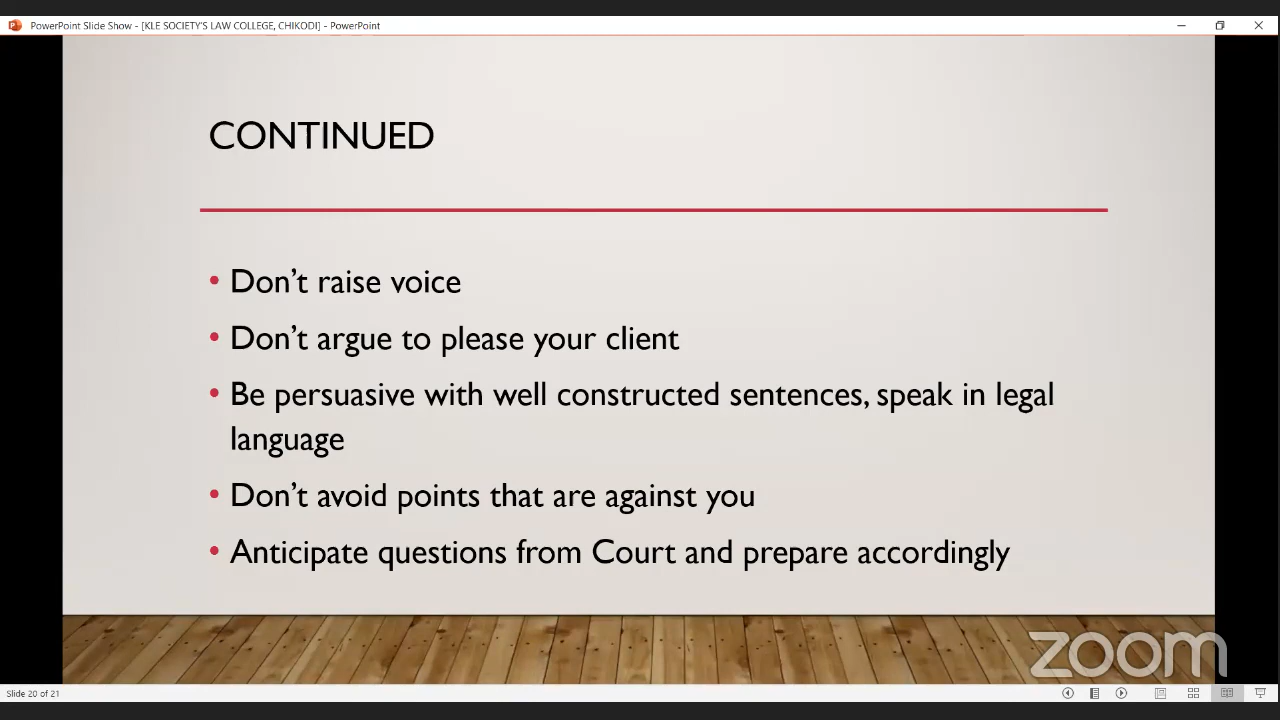 PowerPoint Slide Show - [KLE SOCIETY'S LAW COLLEGE, CHIKODI] - PowerPoint
CONTINUED
• Don't raise voice
• Don't argue to please your client
• Be persuasive with well constructed sentences, speak in legal
language
• Don't avoid points that are against you
• Anticipate questions from Court and prepare accordingly
zoom
Slide 20 of 21